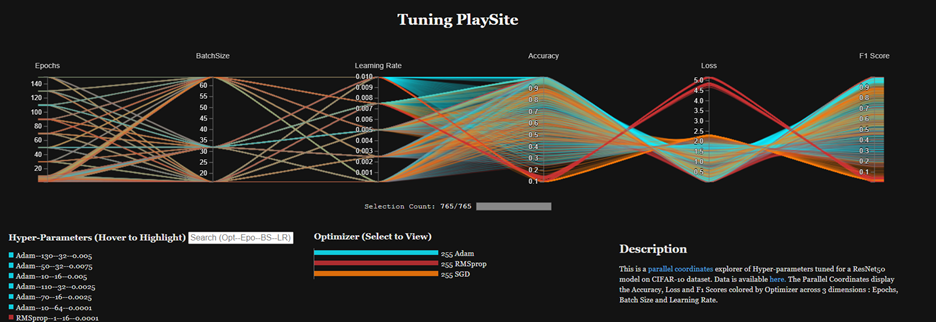 Tuning PlaySite
Epochs
BatchSize
Learning Rate
Accuracy
Loss
F1 Score
140
120
100
80
60
40
20
60
55
50
45
40
35
30
25
20
0.010
0.009
0.008
0.007
0.006
0.005
0.004
0.003
0.002
0.001
0.9
0.8
0.7
0.6
0.5
0.4
0.3
0.2
0.1
5.0
4.5
4.0
3.5
3.0
2.5
2.0
1.5
1.0
0.5
0.9
0.7
0.5
0.4
0.3
0.2
0.1
Selection Count: 765/765
Hyper-Parameters (Hover to Highlight) Search (Opt--Epo--BS--LR)
Adam--130--32--0.005
Adam--50--32--0.0075
Adam--10--16--0.005
Adam--110--32--0.0025
Adam--70--16--0.0025
Adam--10--64--0.0001
RMSprop--1--16--0.0001
Optimizer (Select to View)
255 Adam
255 RMSprop
255 SGD
Description
This is a parallel coordinates explorer of Hyper-parameters tuned for a ResNet50
model on CIFAR-10 dataset. Data is available here. The Parallel Coordinates display
the Accuracy, Loss and F1 Scores colored by Optimizer across 3 dimensions : Epochs,
Batch Size and Learning Rate.